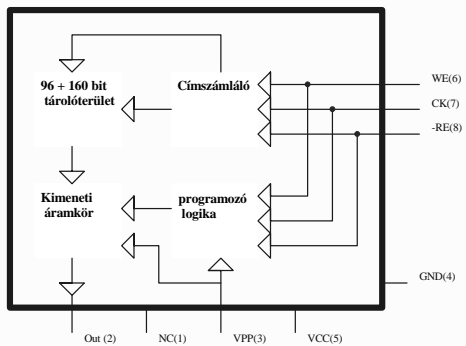 96 + 160 bit
tárolóterület
Címszámláló
WE(6)
CK(7)
-RE(8)
Kimeneti
áramkör
programozó
logika
GND(4)
Out (2)
NC(1)
VPP(3)
VCC(5)